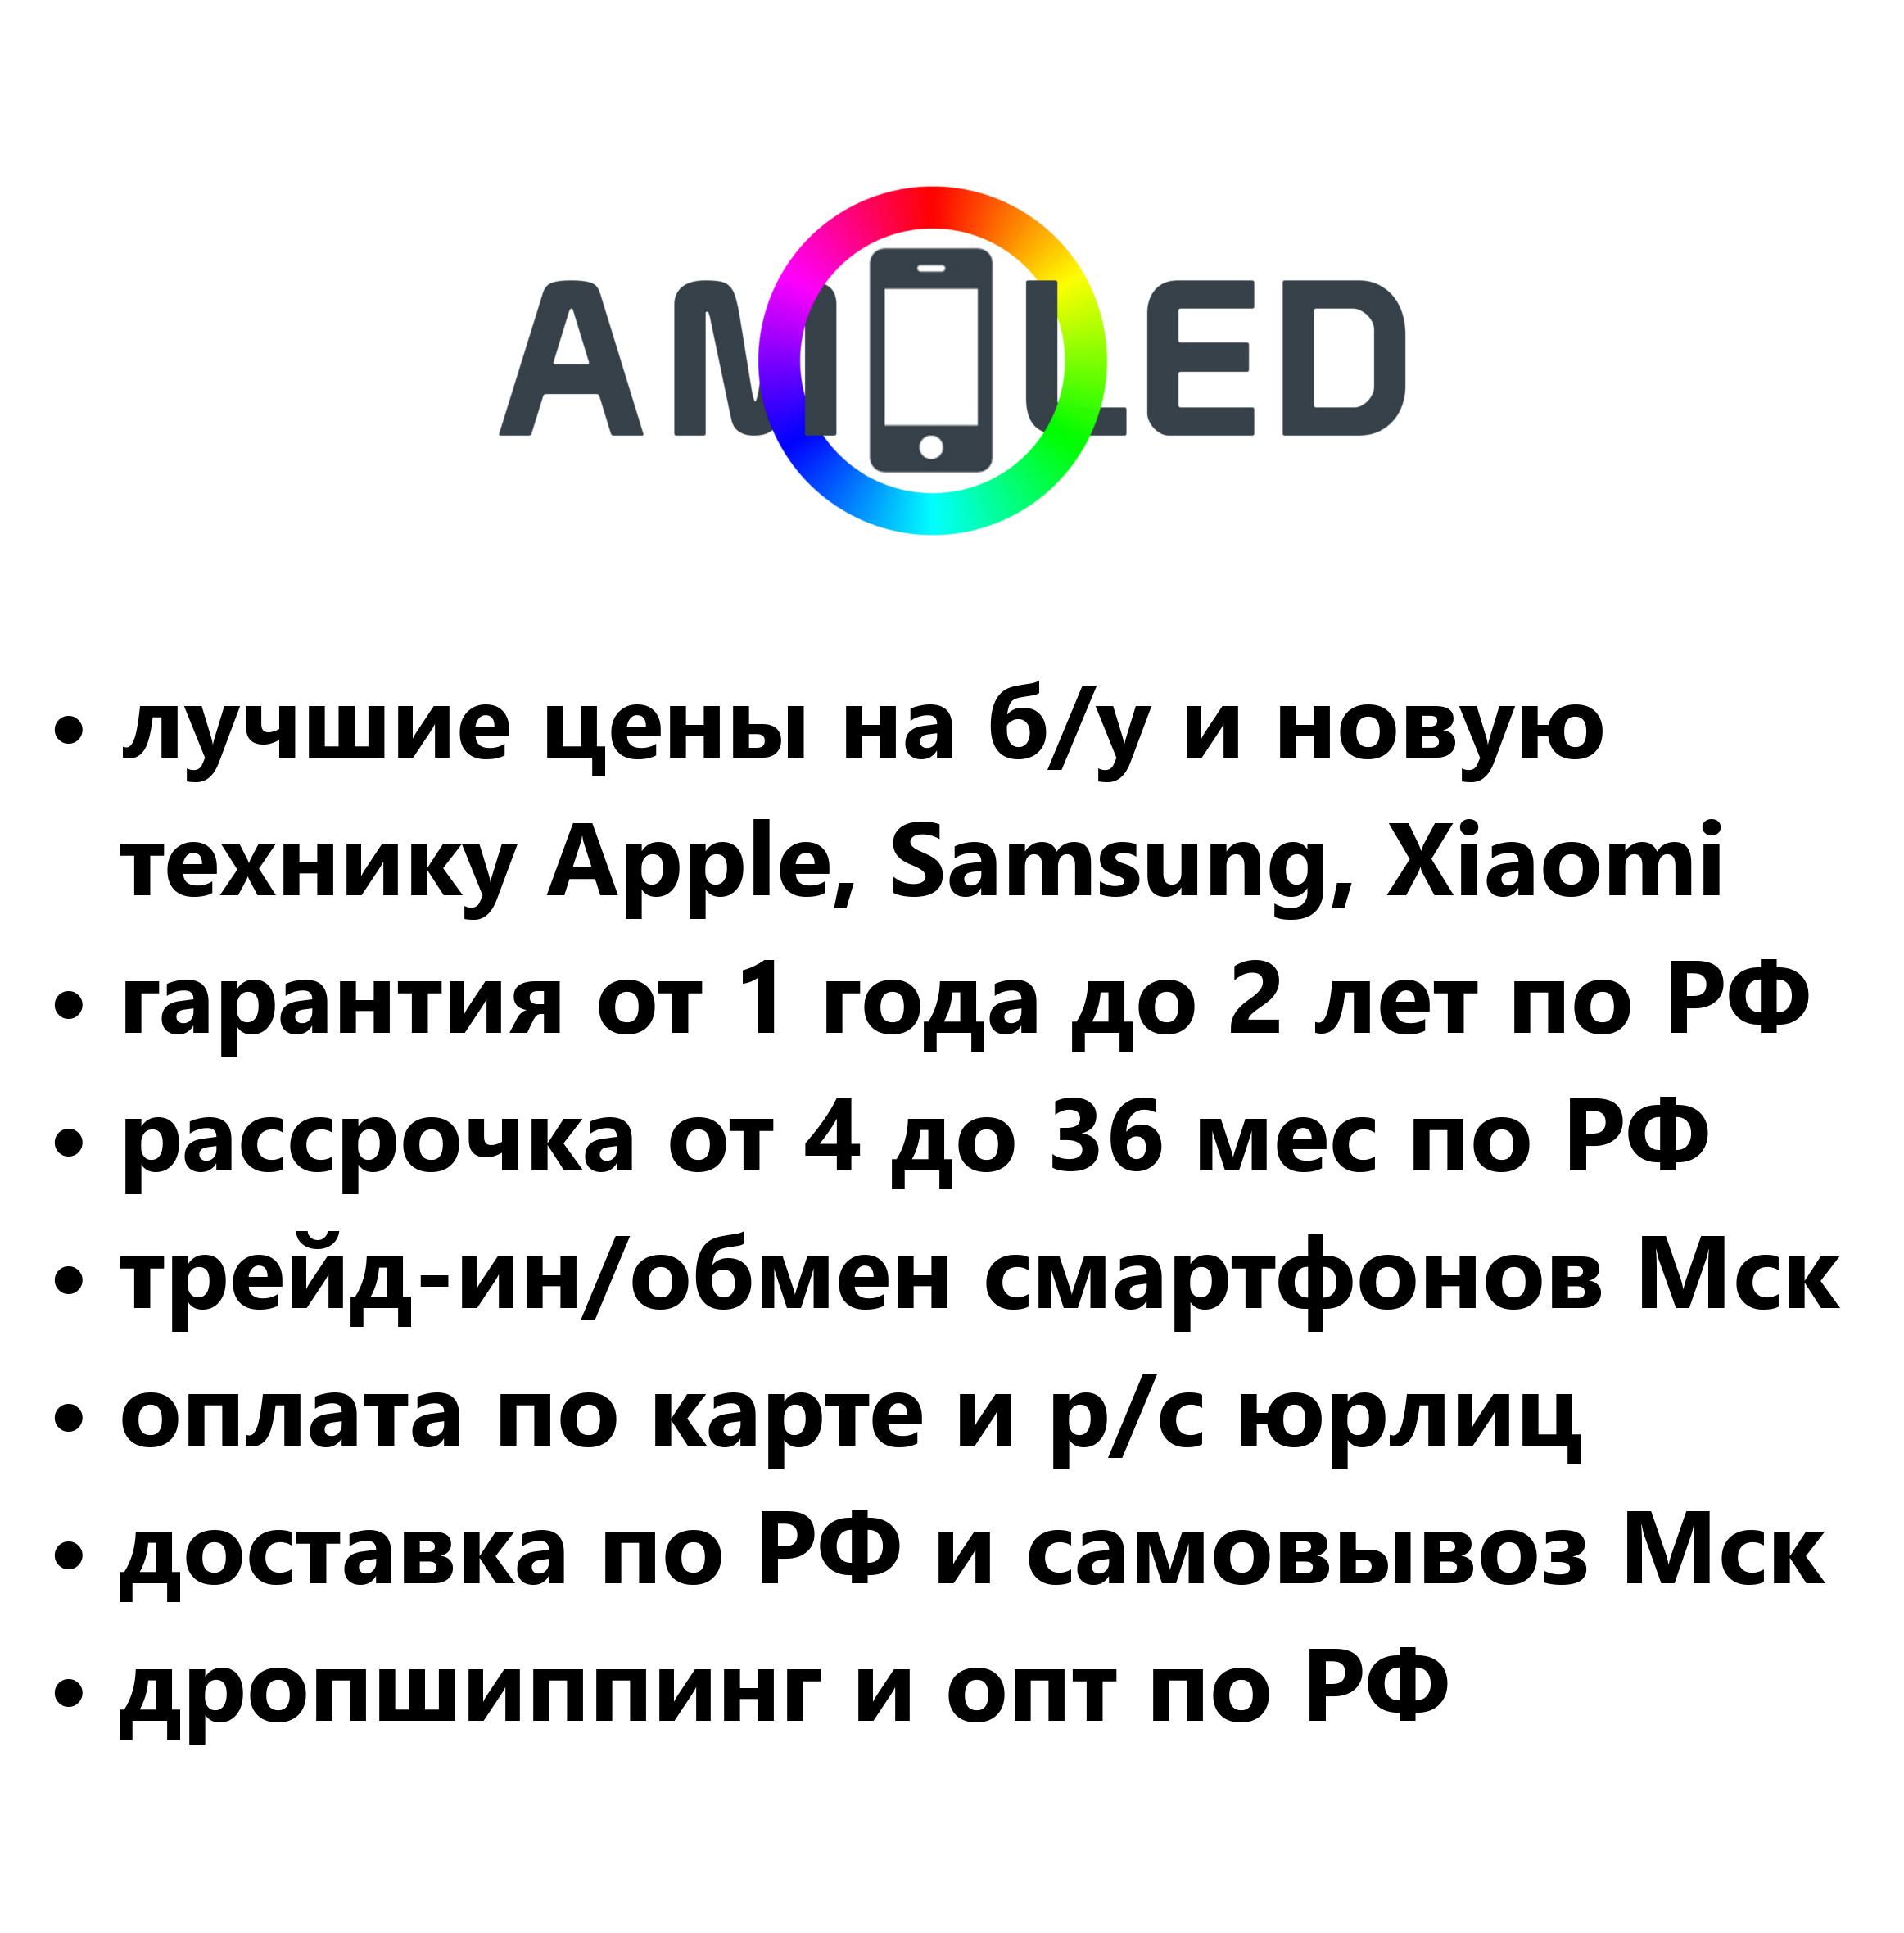 AMOLED
• лучшие цены на б/у и новую
технику Apple, Samsung, Xiaomi
• гарантия от 1 года до 2 лет по РФ
• рассрочка от 4 до 36 мес по РФ
• трейд-ин/обмен смартфонов Мск
• оплата по карте и р/с юрлиц
• доставка по РФ и самовывоз Мск
• дропшиппинг и опт по РФ